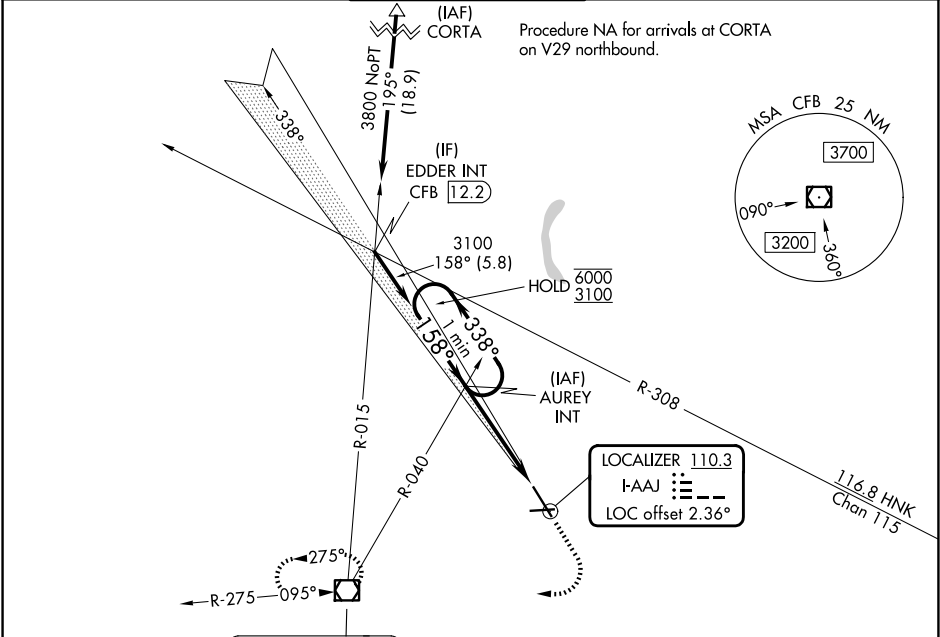 (IAF)
CORTA
Procedure NA for arrivals at CORTA
on V29 northbound.
3800 NoPT
195°
(18.9)
338°
MSA CFB 25 NM
3700
090°
3200
360°
(IF)
EDDER INT
CFB 12.2
3100
158° (5.8)
HOLD 6000
3100
338°
1 min
158°
(IAF)
AUREY
INT
R-308
R-015
R-040
LOCALIZER 110.3
I-AAJ
LOC offset 2.36°
116.8 HNK
Chan 115
275°
R-275
095°